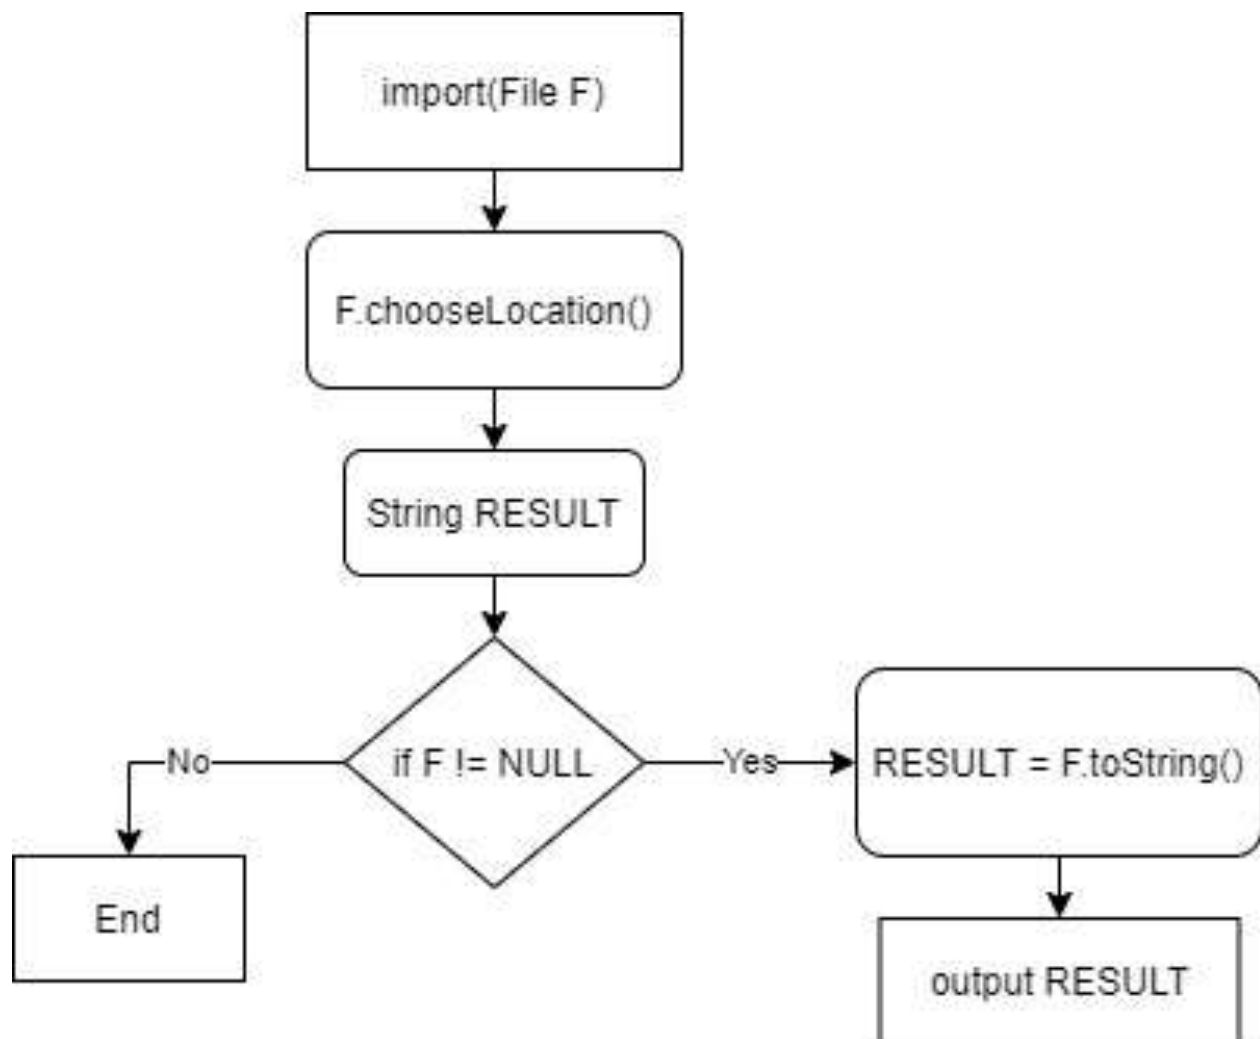 import(File F)
F.chooseLocation()
String RESULT
if F != NULL
No
Yes
RESULT = F.toString()
End
output RESULT